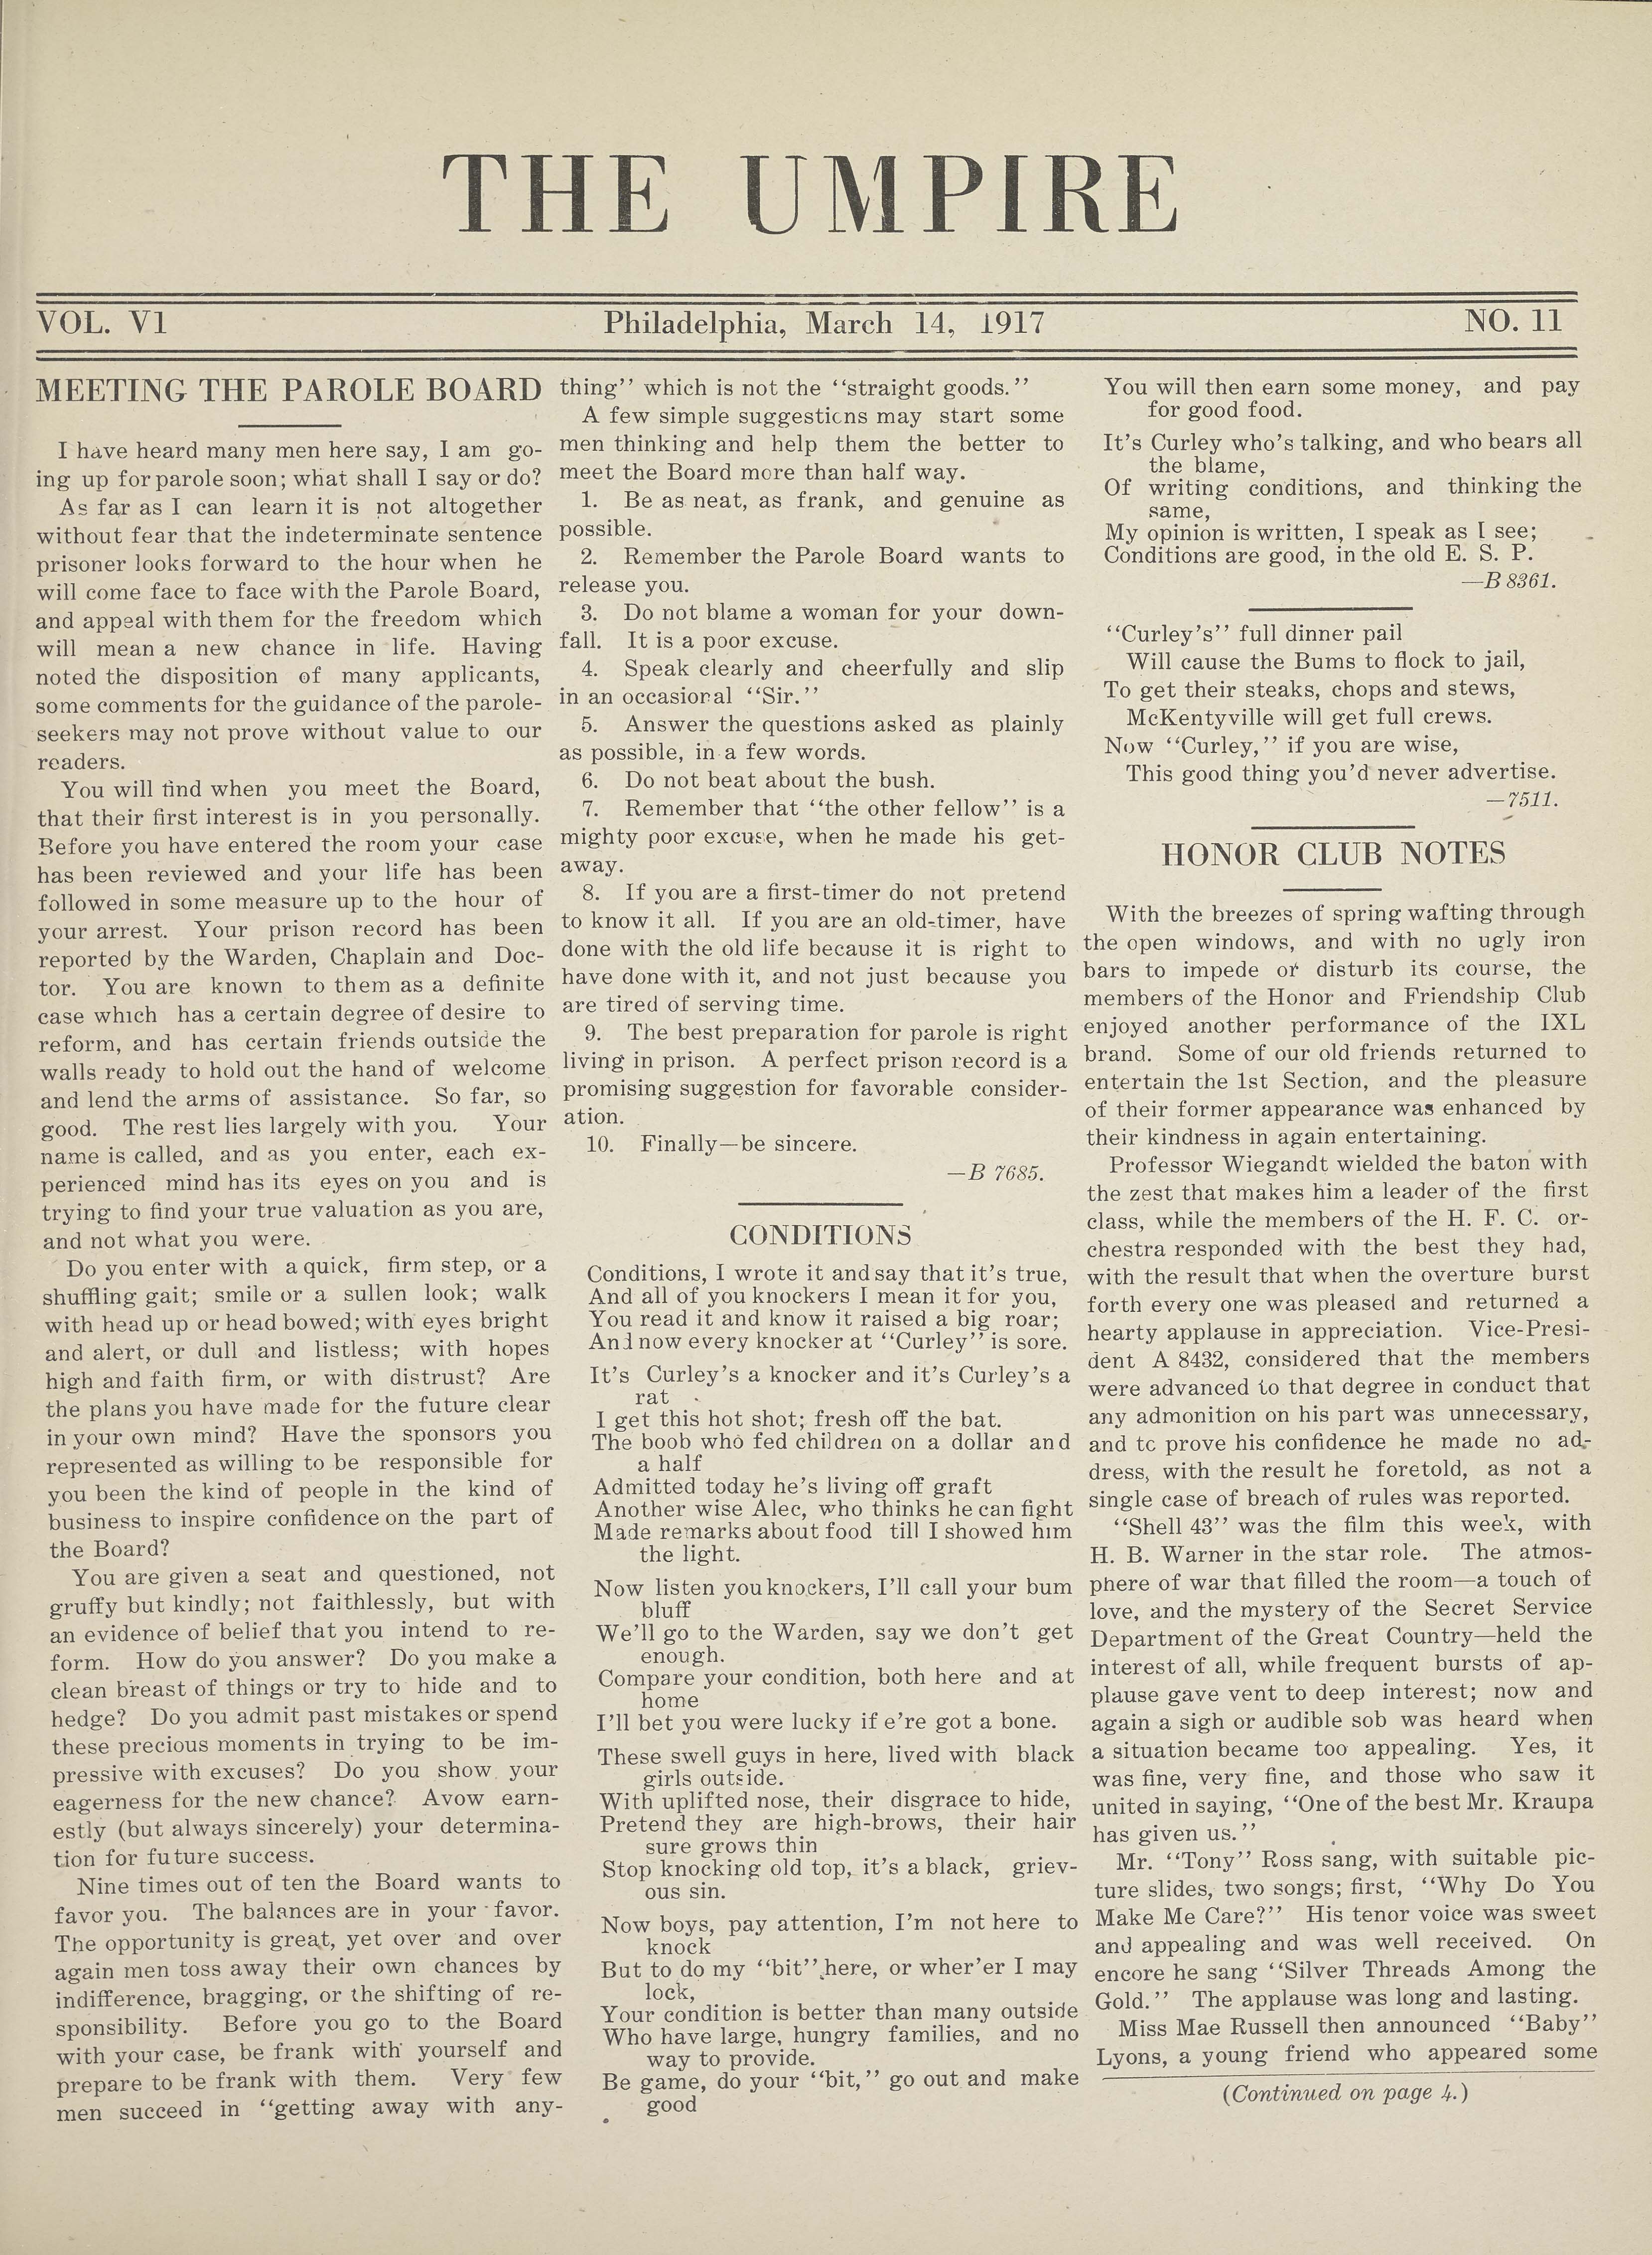 THE UMPIRE
VOL. V1
Philadelphia, March 14, 1917
NO. 11
MEETING THE PAROLE BOARD
I have heard many men here say, I am go-
ing up for parole soon; what shall I say or do?
As far as I can learn it is not altogether
without fear that the indeterminate sentence
prisoner looks forward to the hour when he
will come face to face with the Parole Board,
and appeal with them for the freedom which
will mean a new chance in life. Having
noted the disposition of many applicants,
some comments for the guidance of the parole-
seekers may not prove without value to our
readers.
You will find when you meet the Board,
that their first interest is in you personally.
Before you have entered the room your case
has been reviewed and your life has been
followed in some measure up to the hour of
your arrest. Your prison record has been
reported by the Warden, Chaplain and Doc-
tor. You are known to them as a definite
case which has a certain degree of desire to
reform, and has certain friends outside the
walls ready to hold out the hand of welcome
and lend the arms of assistance. So far, so
good. The rest lies largely with you. Your
name is called, and as you enter, each ex-
perienced mind has its eyes on you and is
trying to find your true valuation as you are,
and not what you were.
Do you enter with a quick, firm step, or a
shuffling gait; smile or a sullen look; walk
with head up or head bowed; with eyes bright
and alert, or dull and listless; with hopes
high and faith firm, or with distrust? Are
the plans you have made for the future clear
in your own mind? Have the sponsors you
represented as willing to be responsible for
you been the kind of people in the kind of
business to inspire confidence on the part of
the Board?
You are given a seat and questioned, not
gruffy but kindly; not faithlessly, but with
an evidence of belief that you intend to re-
form. How do you answer? Do you make a
clean breast of things or try to hide and to
hedge? Do you admit past mistakes or spend
these precious moments in trying to be im-
pressive with excuses? Do you show your
eagerness for the new chance? Avow earn-
estly (but always sincerely) your determina-
tion for future success.
Nine times out of ten the Board wants to
favor you. The balances are in your favor.
The opportunity is great, yet over and over
again men toss away their own chances by
indifference, bragging, or the shifting of re-
sponsibility. Before you go to the Board
with your case, be frank with yourself and
prepare to be frank with them. Very few
men succeed in ‘‘getting away with any-
thing’’ which is not the ‘‘straight goods.’’
A few simple suggestions may start some
men thinking and help them the better to
meet the Board more than half way.
1. Be as neat, as frank, and genuine as
possible.
2. Remember the Parole Board wants to
release you.
3. Do not blame a woman for your down-
fall. It is a poor excuse.
4. Speak clearly and cheerfully and slip
in an occasional ‘‘Sir.’’
5. Answer the questions asked as plainly
as possible, in a few words.
6. Do not beat about the bush.
7. Remember that ‘‘the other fellow’’ is a
mighty poor excuse, when he made his get-
away.
8. If you are a first-timer do not pretend
to know it all. If you are an old-timer, have
done with the old life because it is right to
have done with it, and not just because you
are tired of serving time.
9. The best preparation for parole is right
living in prison. A perfect prison record is a
promising suggestion for favorable consider-
ation.
10. Finally—be sincere.
—B 7685.
CONDITIONS
Conditions, I wrote it and say that it's true,
And all of you knockers I mean it for you,
You read it and know it raised a big roar;
And now every knocker at ‘‘Curley’’ is sore.
It's Curley's a knocker and it's Curley's a
rat
I get this hot shot; fresh off the bat.
The boob who fed children on a dollar and
a half
Admitted today he's living off graft
Another wise Alec, who thinks he can fight
Made remarks about food till I showed him
the light.
Now listen you knockers, I'll call your bum
bluff
We'll go to the Warden, say we don't get
enough.
Compare your condition, both here and at
home
I'll bet you were lucky if e're got a bone.
These swell guys in here, lived with black
girls outside.
With uplifted nose, their disgrace to hide,
Pretend they are high-brows, their hair
sure grows thin
Stop knocking old top, it's a black, griev-
ous sin.
Now boys, pay attention, I'm not here to
knock
But to do my ‘‘bit’’ here, or wher'er I may
lock,
Your condition is better than many outside
Who have large, hungry families, and no
way to provide.
Be game, do your ‘‘bit,’’ go out and make
good
You will then earn some money, and pay
for good food.
It's Curley who's talking, and who bears all
the blame,
Of writing conditions, and thinking the
same,
My opinion is written, I speak as I see;
Conditions are good, in the old E. S. P.
—B 8361.
‘‘Curley's’’ full dinner pail
Will cause the Bums to flock to jail,
To get their steaks, chops and stews,
McKentyville will get full crews.
Now ‘‘Curley,’’ if you are wise,
This good thing you'd never advertise.
—7511.
HONOR CLUB NOTES
With the breezes of spring wafting through
the open windows, and with no ugly iron
bars to impede or disturb its course, the
members of the Honor and Friendship Club
enjoyed another performance of the IXL
brand. Some of our old friends returned to
entertain the 1st Section, and the pleasure
of their former appearance was enhanced by
their kindness in again entertaining.
Professor Wiegandt wielded the baton with
the zest that makes him a leader of the first
class, while the members of the H. F. C. or-
chestra responded with the best they had,
with the result that when the overture burst
forth every one was pleased and returned a
hearty applause in appreciation. Vice-Presi-
dent A 8432, considered that the members
were advanced to that degree in conduct that
any admonition on his part was unnecessary,
and to prove his confidence he made no ad-
dress, with the result he foretold, as not a
single case of breach of rules was reported.
‘‘Shell 43’’ was the film this week, with
H. B. Warner in the star role. The atmos-
phere of war that filled the room—a touch of
love, and the mystery of the Secret Service
Department of the Great Country—held the
interest of all, while frequent bursts of ap-
plause gave vent to deep interest; now and
again a sigh or audible sob was heard when
a situation became too appealing. Yes, it
was fine, very fine, and those who saw it
united in saying, ‘‘One of the best Mr. Kraupa
has given us.’’
Mr. ‘‘Tony’’ Ross sang, with suitable pic-
ture slides, two songs; first, ‘‘Why Do You
Make Me Care?’’ His tenor voice was sweet
and appealing and was well received. On
encore he sang ‘‘Silver Threads Among the
Gold.’’ The applause was long and lasting.
Miss Mae Russell then announced ‘‘Baby’’
Lyons, a young friend who appeared some
(Continued on page 4.)